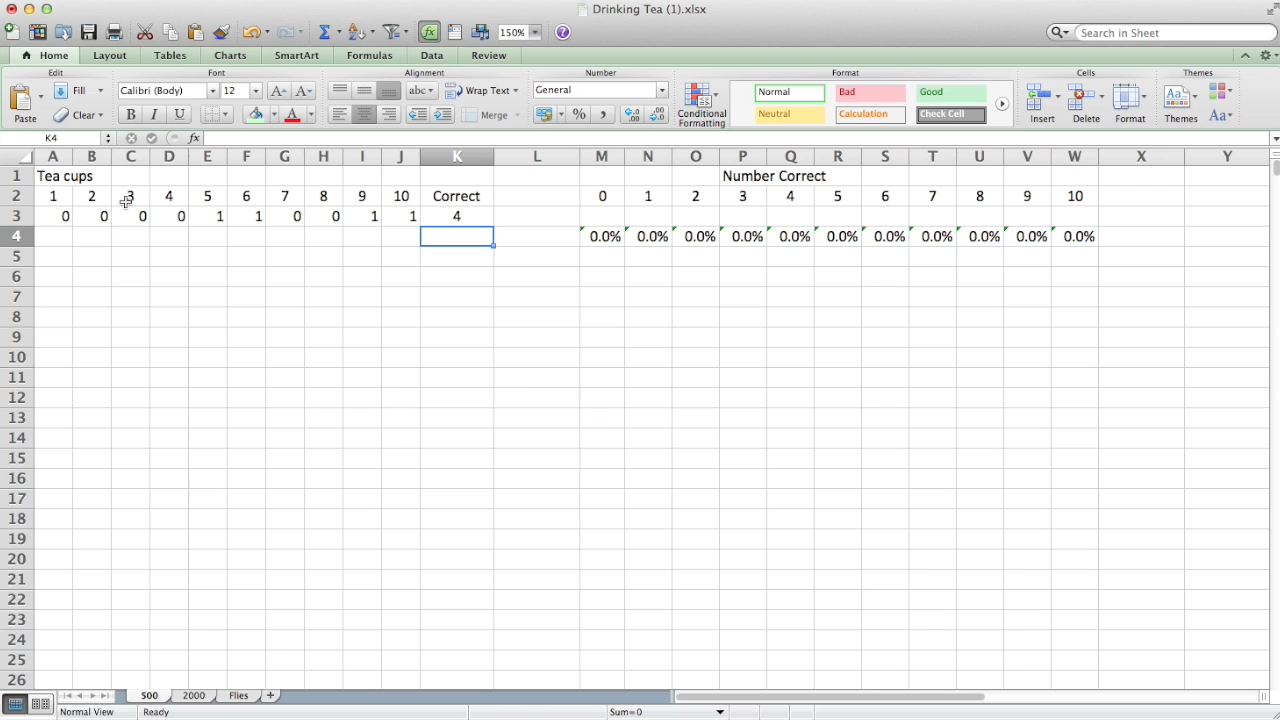 Drinking Tea (1).xlsx
150%
Search in Sheet
Home Layout Tables Charts SmartArt Formulas Data Review
Edit Font Alignment Number Format Cells Themes
Paste Fill Clear Calibri (Body) 12 A A abc Wrap Text General Conditional Formatting Normal Bad Good Insert Delete Format Themes
B I U A Merge % Neutral Calculation Check Cell Aa
K4 fx
A B C D E F G H I J K L M N O P Q R S T U V W X Y
1 Tea cups Number Correct
2 1 2 3 4 5 6 7 8 9 10 Correct 0 1 2 3 4 5 6 7 8 9 10
3 0 0 0 0 1 1 0 0 1 1 4
4 0.0% 0.0% 0.0% 0.0% 0.0% 0.0% 0.0% 0.0% 0.0% 0.0% 0.0%
5
6
7
8
9
10
11
12
13
14
15
16
17
18
19
20
21
22
23
24
25
26
500 2000 Flies +
Normal View Ready Sum=0